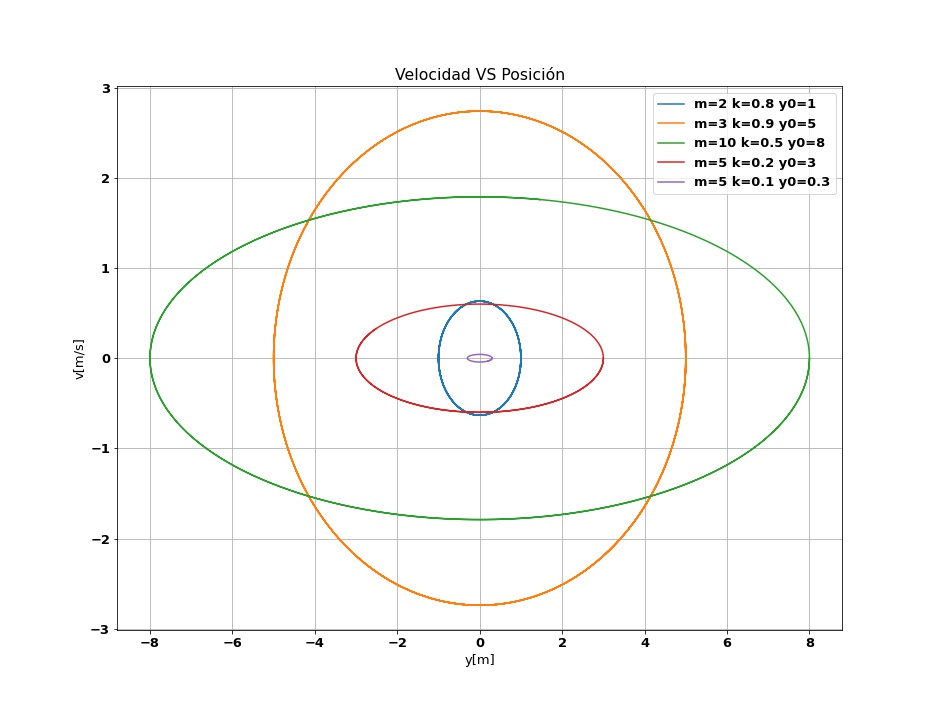 Velocidad VS Posición
m=2 k=0.8 y0=1
m=3 k=0.9 y0=5
m=10 k=0.5 y0=8
m=5 k=0.2 y0=3
m=5 k=0.1 y0=0.3
3
2
1
0
−1
−2
−3
v[m/s]
−8 −6 −4 −2 0 2 4 6 8
y[m]